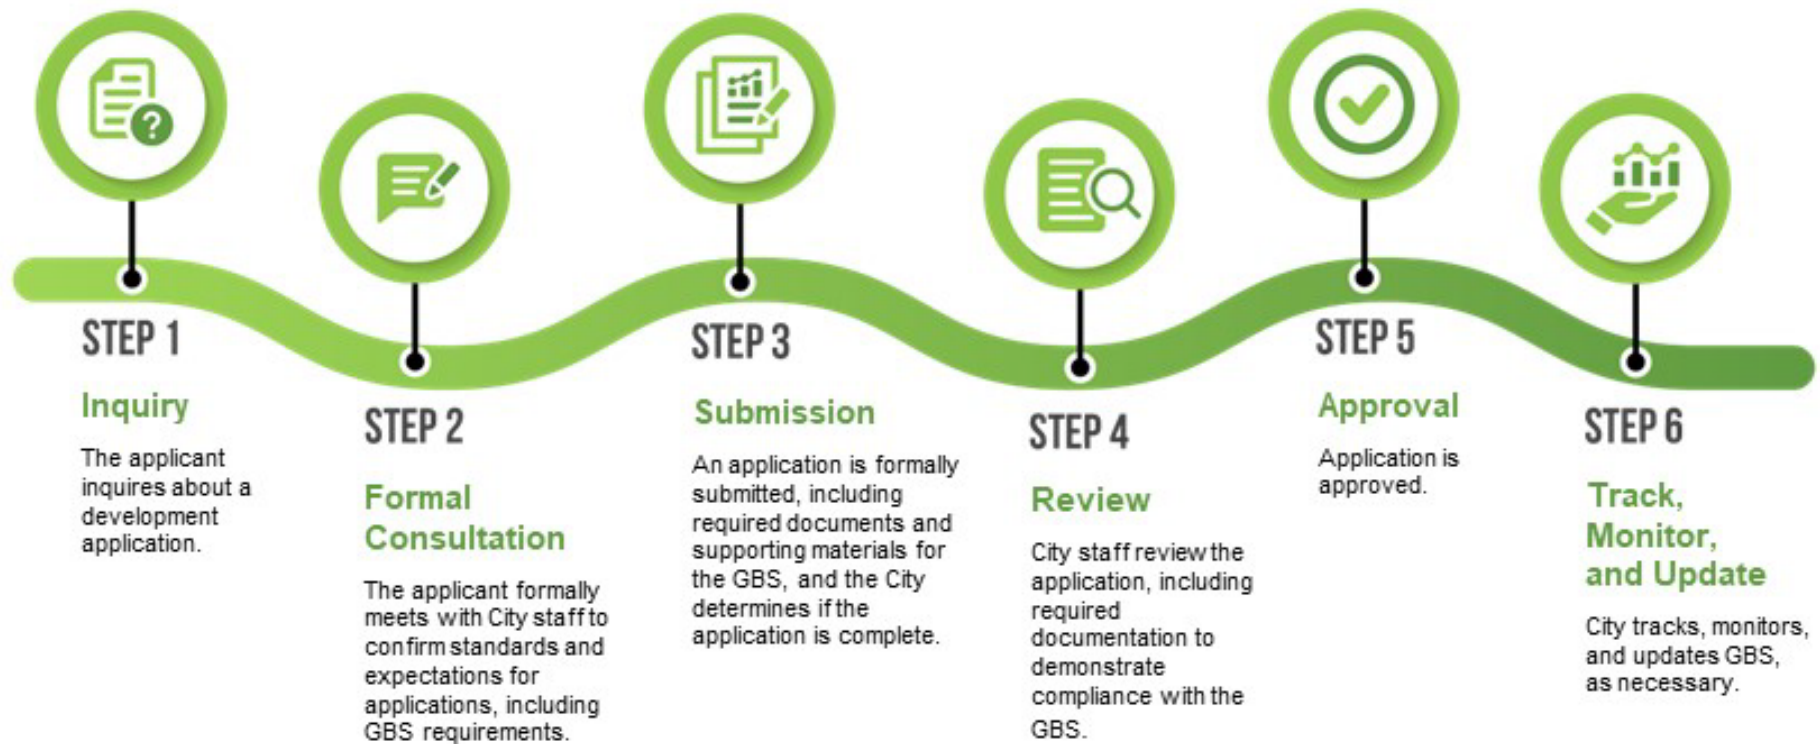 STEP 1
Inquiry
The applicant
inquires about a
development
application.
STEP 2
Formal
Consultation
The applicant formally
meets with City staff to
confirm standards and
expectations for
applications, including
GBS requirements.
STEP 3
Submission
An application is formally
submitted, including
required documents and
supporting materials for
the GBS, and the City
determines if the
application is complete.
STEP 4
Review
City staff review the
application, including
required
documentation to
demonstrate
compliance with the
GBS.
STEP 5
Approval
Application is
approved.
STEP 6
Track,
Monitor,
and Update
City tracks, monitors,
and updates GBS,
as necessary.